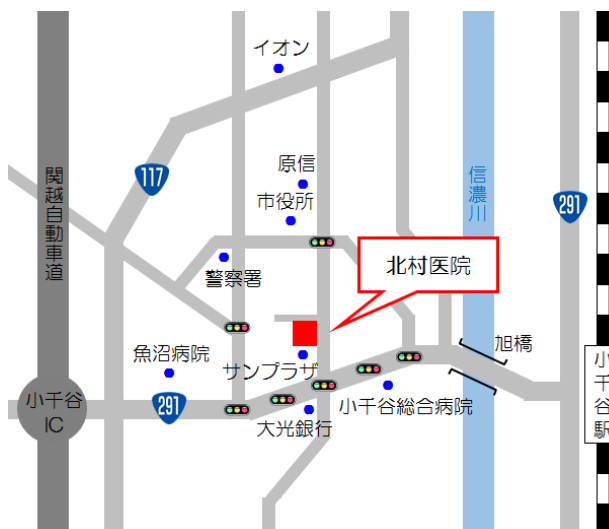 イオン
117
原信
市役所
関越自動車道
信濃川
291
警察署
北村医院
旭橋
魚沼病院
サンプラザ
小千谷駅
小千谷
IC
291
小千谷総合病院
大光銀行